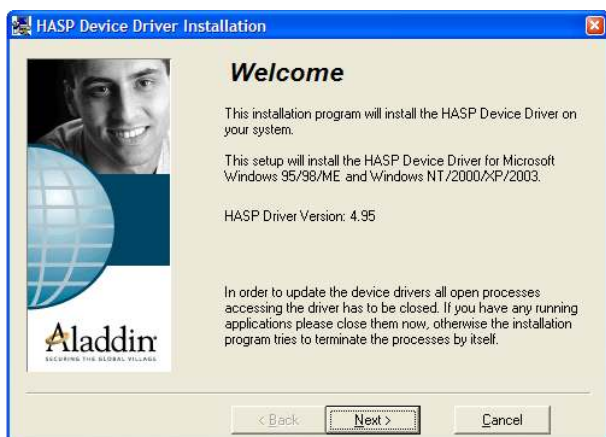 HASP Device Driver Installation
Welcome
This installation program will install the HASP Device Driver on
your system.
This setup will install the HASP Device Driver for Microsoft
Windows 95/98/ME and Windows NT/2000/XP/2003.
HASP Driver Version: 4.95
In order to update the device drivers all open processes
accessing the driver has to be closed. If you have any running
applications please close them now, otherwise the installation
program tries to terminate the processes by itself.
Aladdin
SECURING THE GLOBAL VILLAGE
< Back Next > Cancel